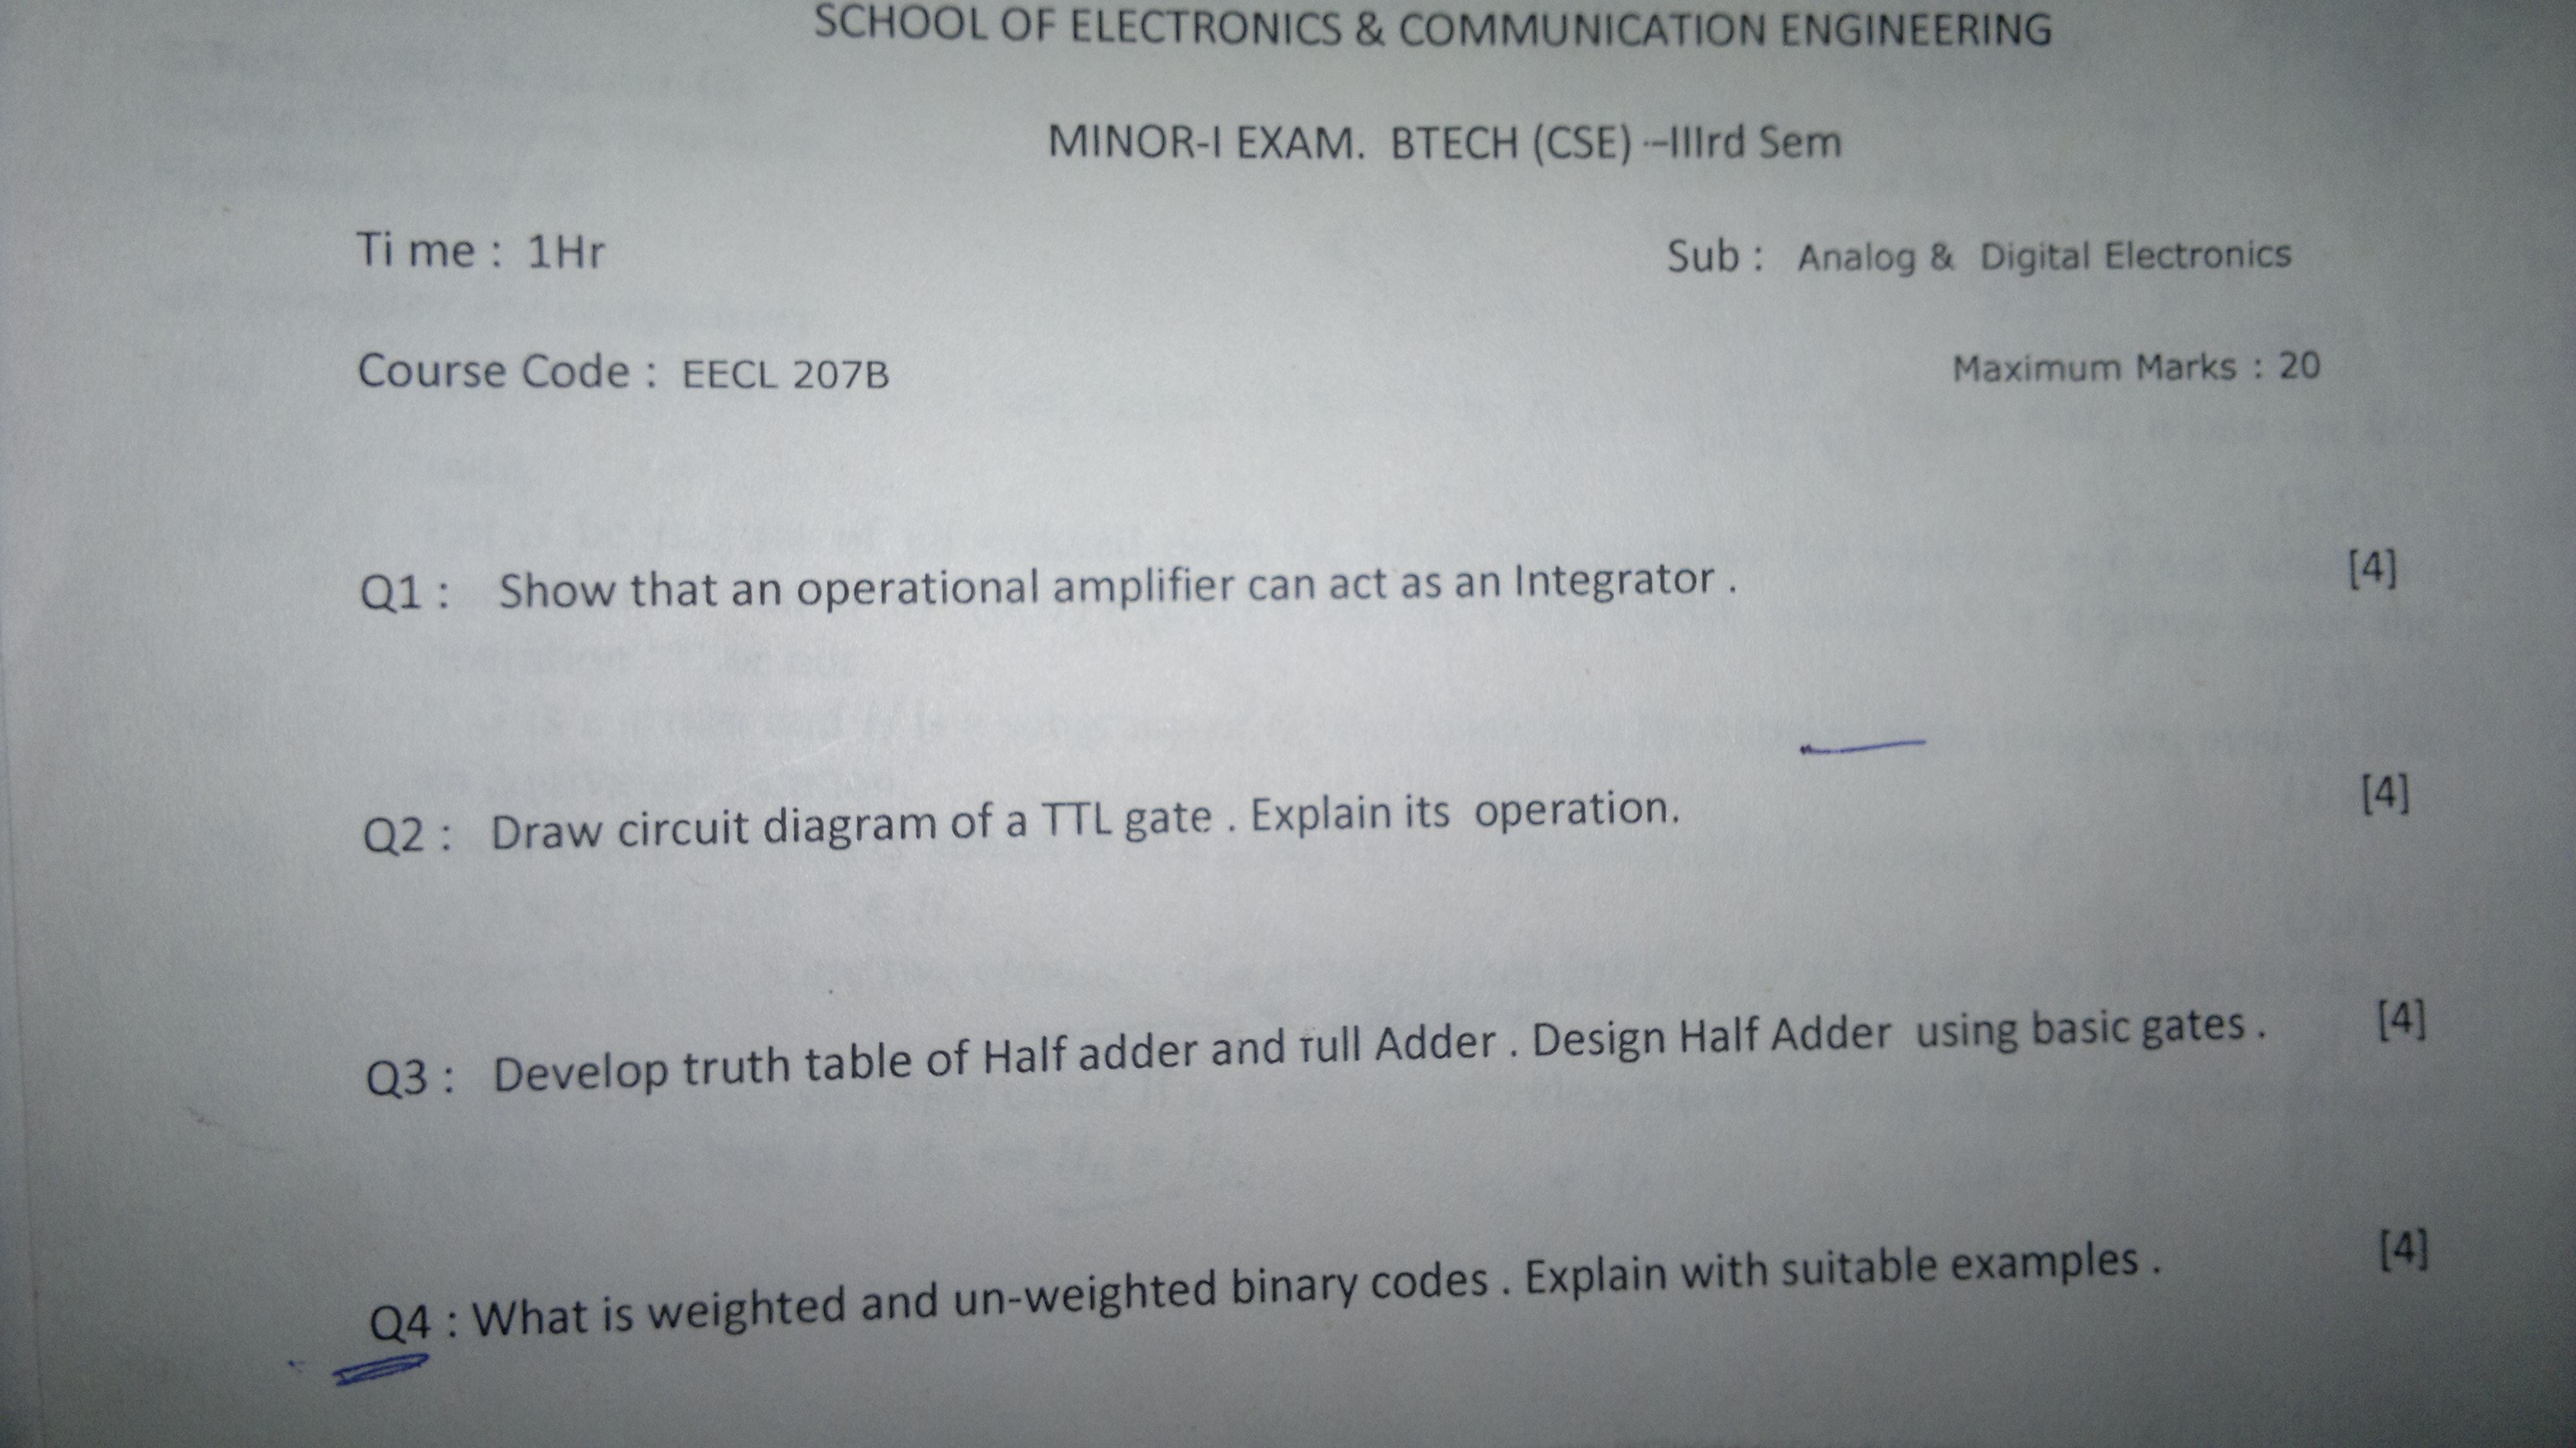 SCHOOL OF ELECTRONICS & COMMUNICATION ENGINEERING
MINOR-I EXAM. BTECH (CSE) --IIIrd Sem
Ti me : 1Hr Sub : Analog & Digital Electronics
Course Code : EECL 207B Maximum Marks : 20
Q1 : Show that an operational amplifier can act as an Integrator . [4]
Q2 : Draw circuit diagram of a TTL gate . Explain its operation. [4]
Q3 : Develop truth table of Half adder and full Adder . Design Half Adder using basic gates . [4]
Q4 : What is weighted and un-weighted binary codes . Explain with suitable examples . [4]